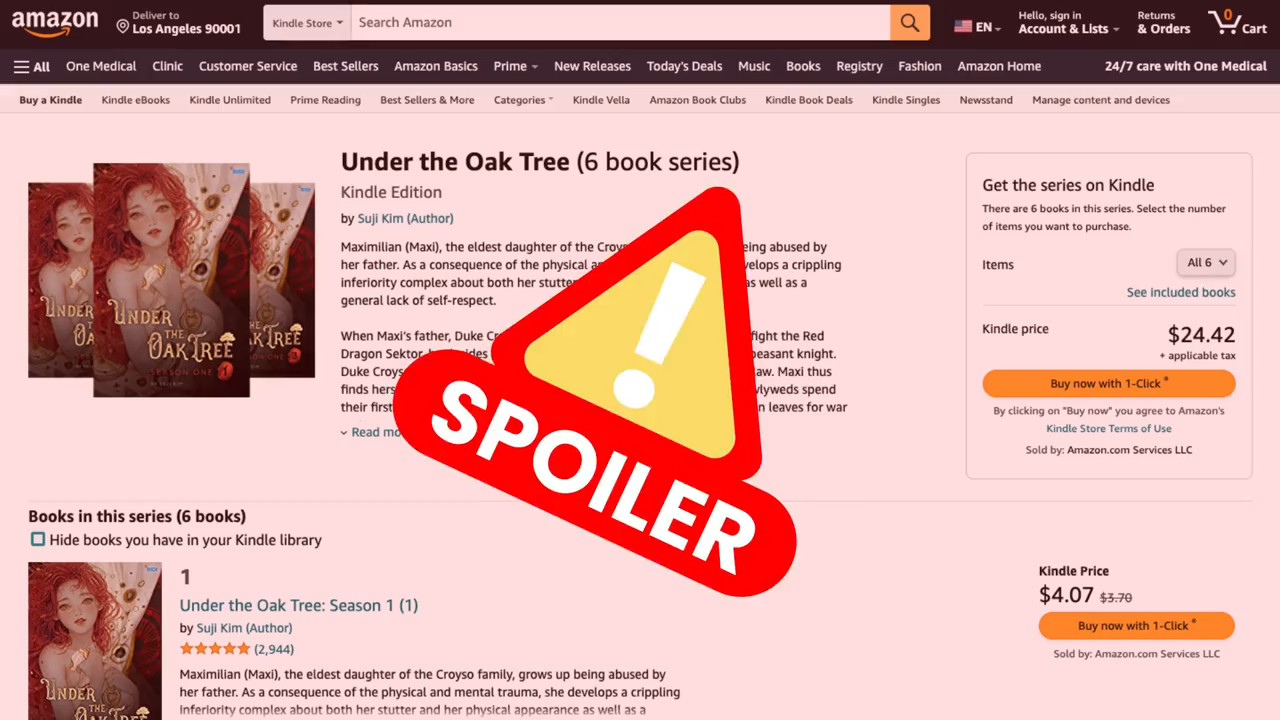 amazon
Deliver to
Los Angeles 90001
Kindle Store
Search Amazon
EN
Hello, sign in
Account & Lists
Returns
& Orders
0
Cart
All
One Medical
Clinic
Customer Service
Best Sellers
Amazon Basics
Prime
New Releases
Today's Deals
Music
Books
Registry
Fashion
Amazon Home
24/7 care with One Medical
Buy a Kindle
Kindle eBooks
Kindle Unlimited
Prime Reading
Best Sellers & More
Categories
Kindle Vella
Amazon Book Clubs
Kindle Book Deals
Kindle Singles
Newsstand
Manage content and devices
UNDER
THE
OAK TREE
SEASON ONE 1
Under the Oak Tree (6 book series)
Kindle Edition
by Suji Kim (Author)
Maximilian (Maxi), the eldest daughter of the being abused by
her father. As a consequence of the physical a crippling
inferiority complex about both her as well as a
general lack of self-respect.
When Maxi's father, Duke fight the Red
Dragon peasant knight.
Duke Maxi thus
finds spend
their first leaves for war
Read
!
SPOILER
Get the series on Kindle
There are 6 books in this series. Select the number
of items you want to purchase.
Items
All 6
See included books
Kindle price
$24.42
+ applicable tax
Buy now with 1-Click *
By clicking on "Buy now" you agree to Amazon's
Kindle Store Terms of Use
Sold by: Amazon.com Services LLC
Books in this series (6 books)
Hide books you have in your Kindle library
UNDER
THE
OAK TREE
1
Under the Oak Tree: Season 1 (1)
by Suji Kim (Author)
(2,944)
Maximilian (Maxi), the eldest daughter of the Croyso family, grows up being abused by
her father. As a consequence of the physical and mental trauma, she develops a crippling
inferiority complex about both her stutter and her physical appearance as well as a
Kindle Price
$4.07 $3.70
Buy now with 1-Click *
Sold by: Amazon.com Services LLC